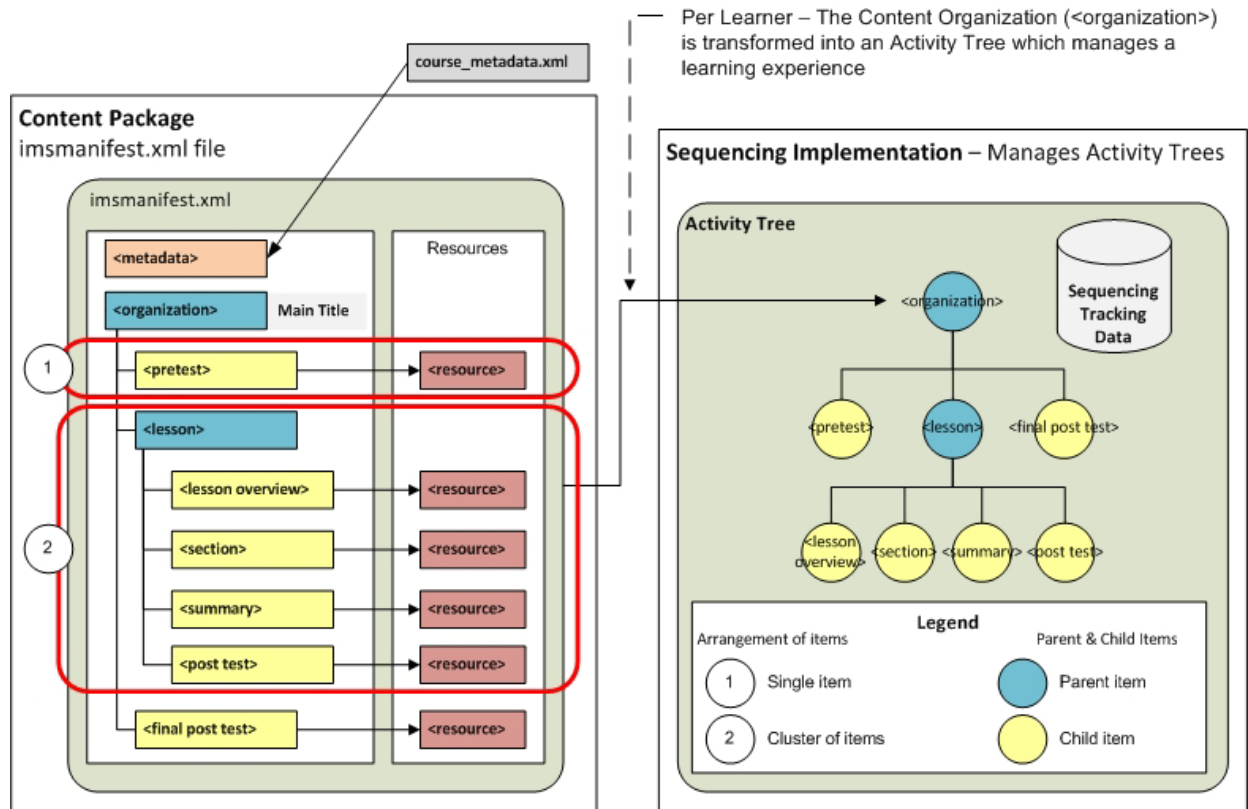 Per Learner – The Content Organization (<organization>)
is transformed into an Activity Tree which manages a
learning experience
course_metadata.xml
Content Package
imsmanifest.xml file
imsmanifest.xml
<metadata>
Resources
<organization>
Main Title
1
<pretest>
<resource>
<lesson>
<lesson overview>
<resource>
2
<section>
<resource>
<summary>
<resource>
<post test>
<resource>
<final post test>
<resource>
Sequencing Implementation – Manages Activity Trees
Activity Tree
<organization>
Sequencing
Tracking
Data
<pretest>
<lesson>
<final post test>
<lesson
overview>
<section>
<summary>
<post test>
Legend
Arrangement of items
Parent & Child Items
1
Single item
Parent item
2
Cluster of items
Child item